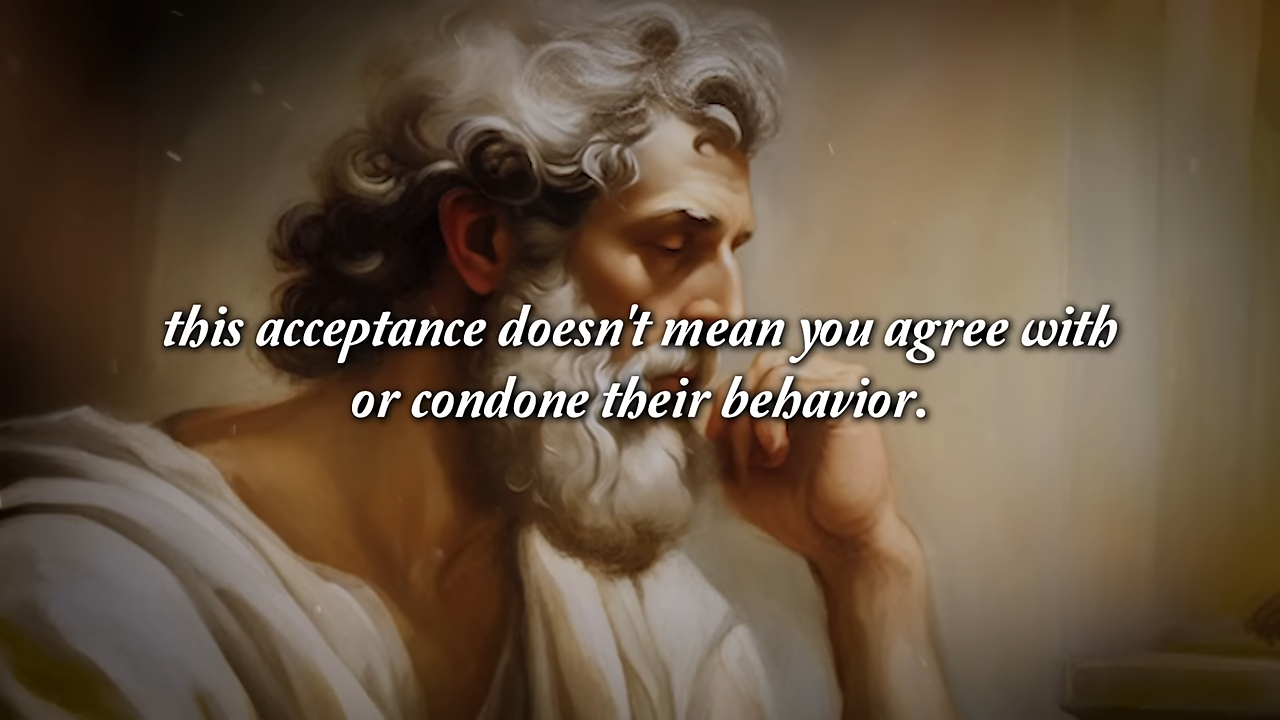 this acceptance doesn't mean you agree with
or condone their behavior.